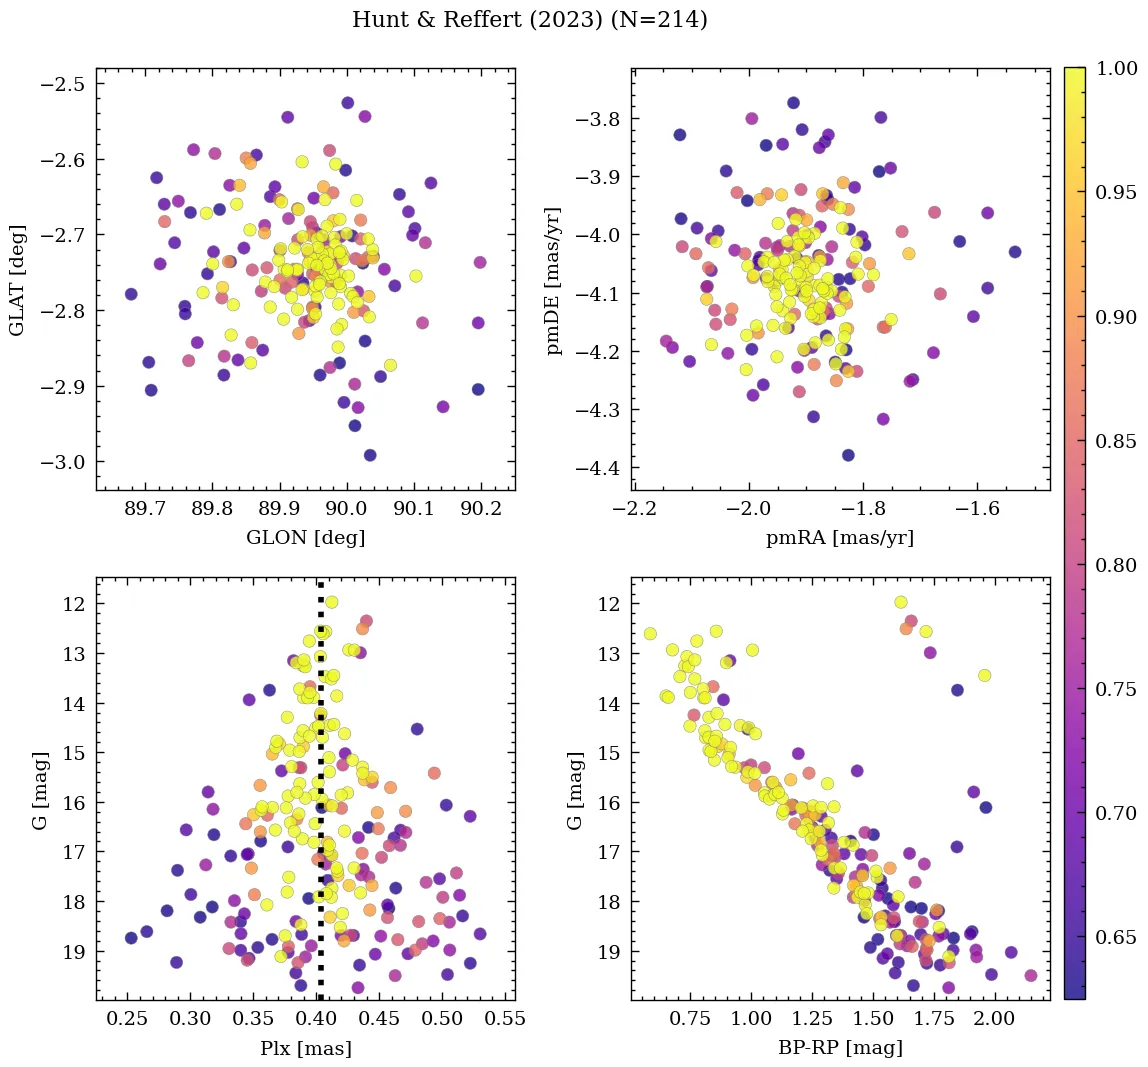 Hunt & Reffert (2023) (N=214)
−2.5
−2.6
−2.7
−2.8
−2.9
−3.0
GLAT [deg]
89.7 89.8 89.9 90.0 90.1 90.2
GLON [deg]
−3.8
−3.9
−4.0
−4.1
−4.2
−4.3
−4.4
pmDE [mas/yr]
−2.2 −2.0 −1.8 −1.6
pmRA [mas/yr]
1.00
0.95
0.90
0.85
0.80
0.75
0.70
0.65
12
13
14
15
16
17
18
19
G [mag]
0.25 0.30 0.35 0.40 0.45 0.50 0.55
Plx [mas]
12
13
14
15
16
17
18
19
G [mag]
0.75 1.00 1.25 1.50 1.75 2.00
BP-RP [mag]